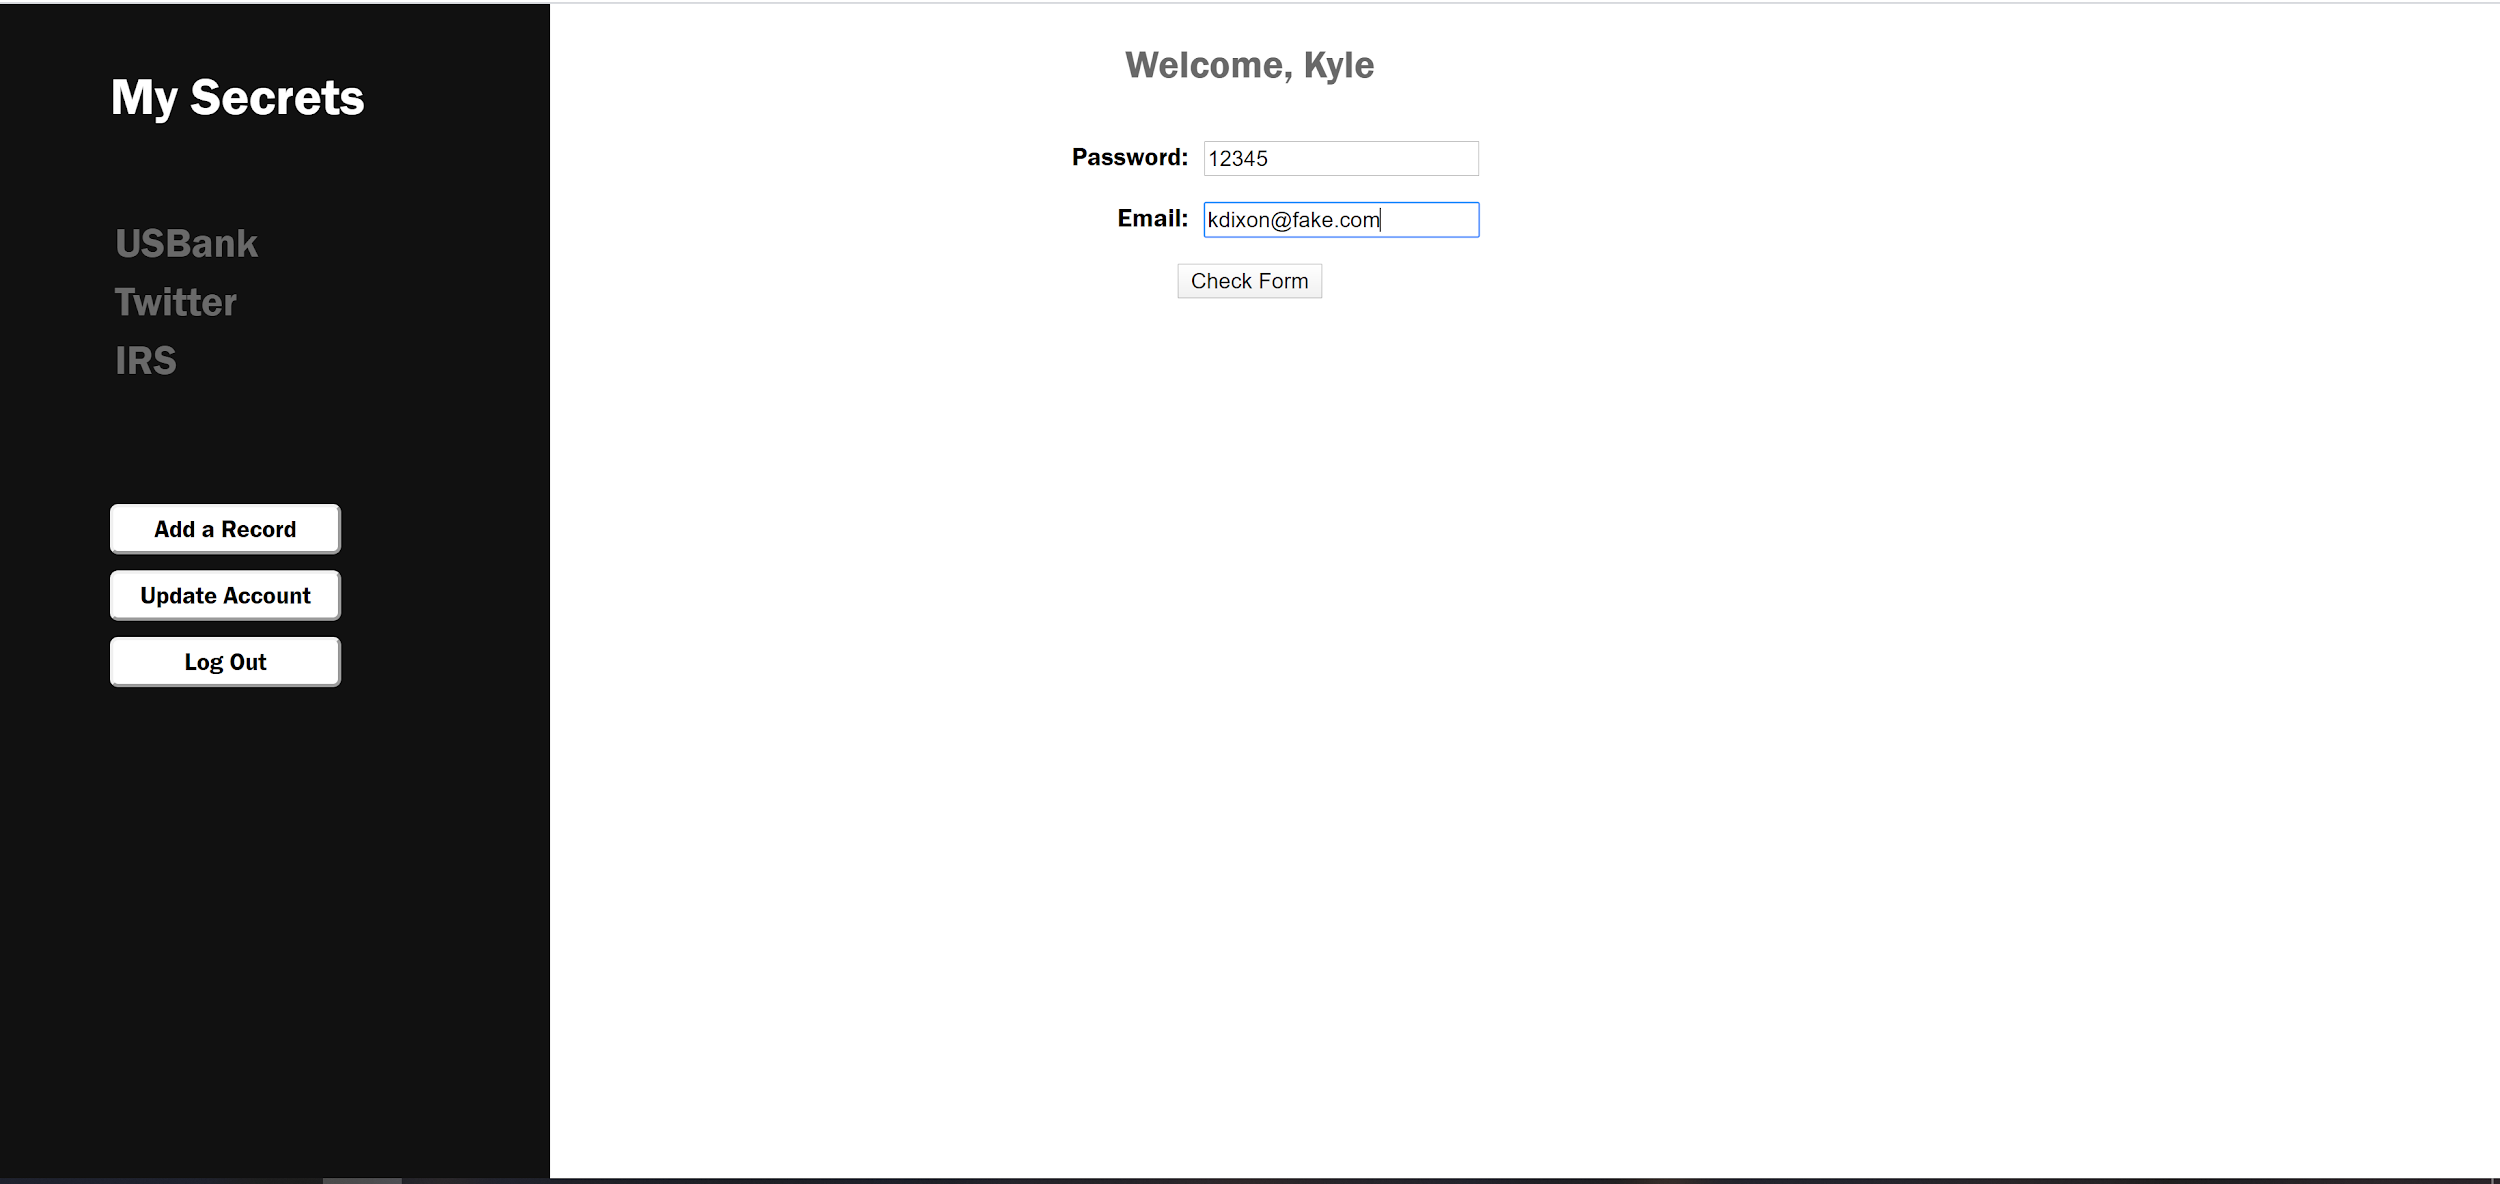 My Secrets
USBank
Twitter
IRS
Add a Record
Update Account
Log Out
Welcome, Kyle
Password: 12345
Email: kdixon@fake.com
Check Form